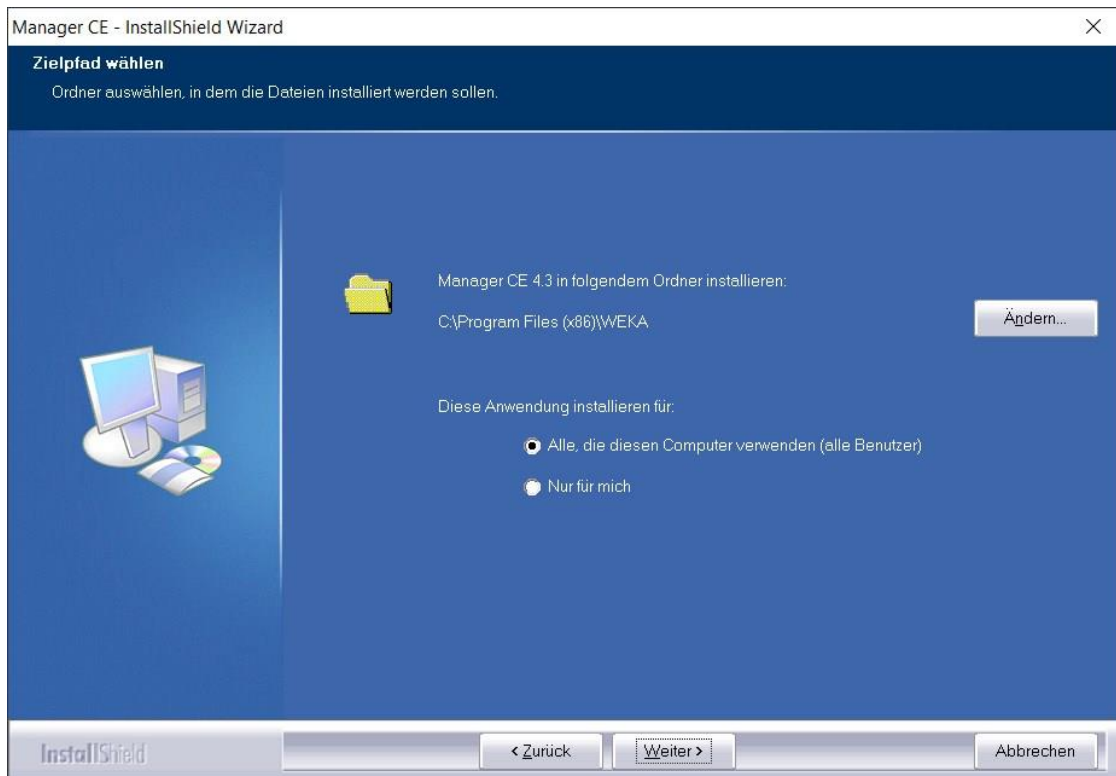 Manager CE - InstallShield Wizard
Zielpfad wählen
Ordner auswählen, in dem die Dateien installiert werden sollen.
Manager CE 4.3 in folgendem Ordner installieren:
C:\Program Files (x86)\WEKA
Ändern...
Diese Anwendung installieren für:
Alle, die diesen Computer verwenden (alle Benutzer)
Nur für mich
InstallShield
< Zurück
Weiter >
Abbrechen